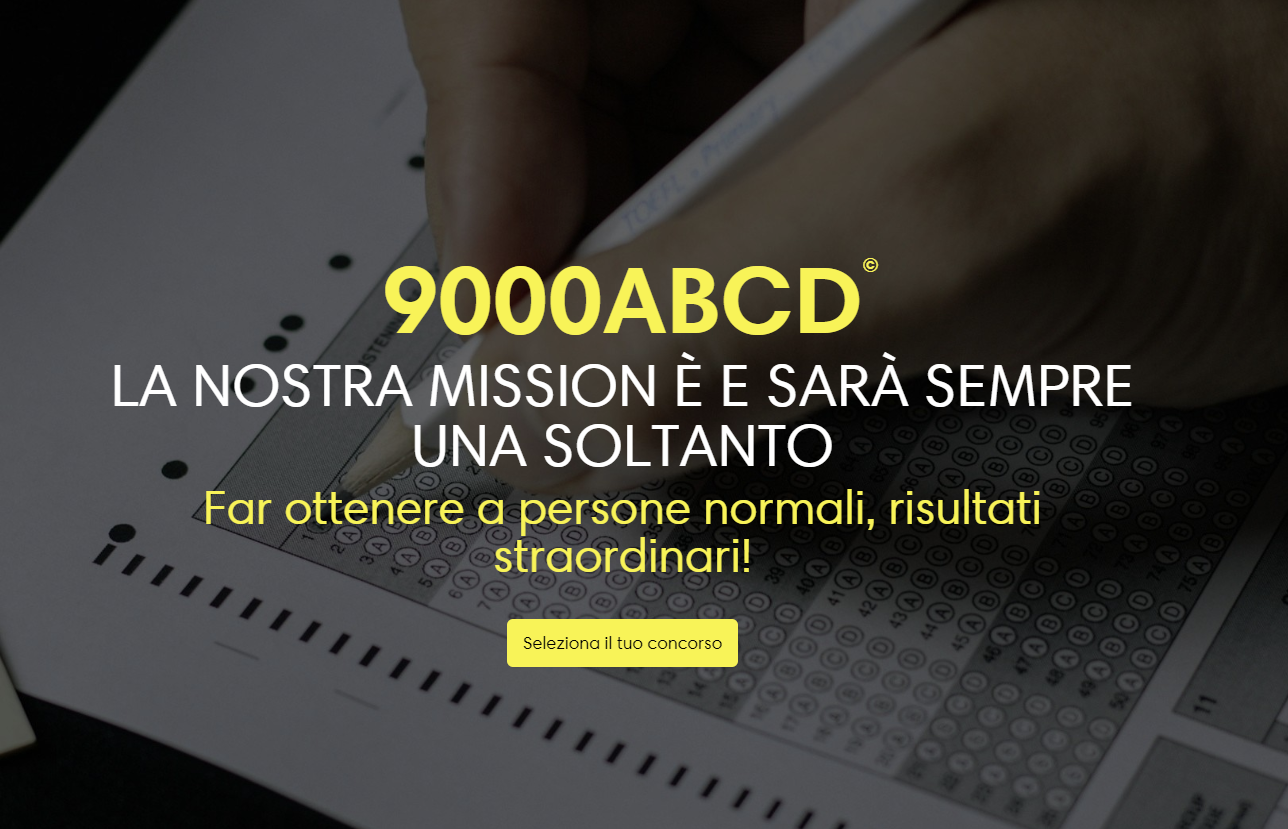 9000ABCD©
LA NOSTRA MISSION È E SARÀ SEMPRE
UNA SOLTANTO
Far ottenere a persone normali, risultati
straordinari!
Seleziona il tuo concorso